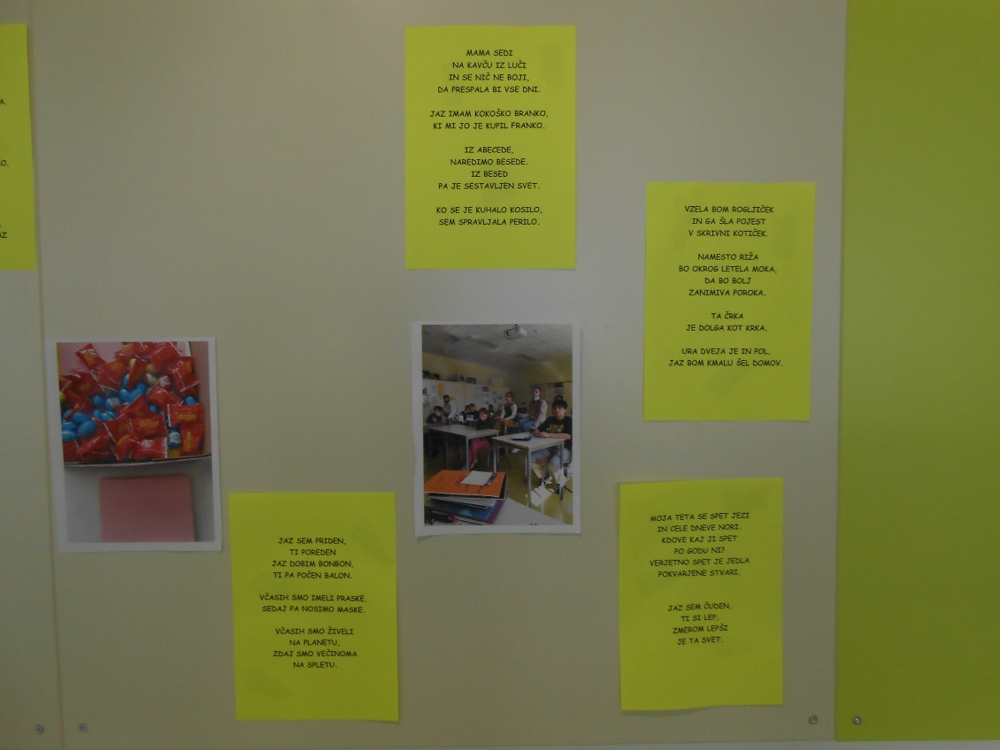 A.
O.
AZ
MAMA SEDI
NA KAVČU IZ LUČI
IN SE NIČ NE BOJI,
DA PRESPALA BI VSE DNI.
JAZ IMAM KOKOŠKO BRANKO,
KI MI JO JE KUPIL FRANKO.
IZ ABECEDE,
NAREDIMO BESEDE.
IZ BESED
PA JE SESTAVLJEN SVET.
KO SE JE KUHALO KOSILO,
SEM SPRAVLJALA PERILO.
VZELA BOM ROGLJIČEK
IN GA ŠLA POJEST
V SKRIVNI KOTIČEK.
NAMESTO RIŽA
BO OKROG LETELA MOKA,
DA BO BOLJ
ZANIMIVA POROKA.
TA ČRKA
JE DOLGA KOT KRKA.
URA DVEJA JE IN POL,
JAZ BOM KMALU ŠEL DOMOV.
JAZ SEM PRIDEN,
TI POREDEN
JAZ DOBIM BONBON,
TI PA POČEN BALON.
VČASIH SMO IMELI PRASKE,
SEDAJ PA NOSIMO MASKE.
VČASIH SMO ŽIVELI
NA PLANETU,
ZDAJ SMO VEČINOMA
NA SPLETU.
MOJA TETA SE SPET JEZI
IN CELE DNEVE NORI.
KDOVE KAJ JI SPET
PO GODU NI?
VERJETNO SPET JE JEDLA
POKVARJENE STVARI.
JAZ SEM ČUDEN,
TI SI LEP,
ZMEROM LEPŠI
JE TA SVET.